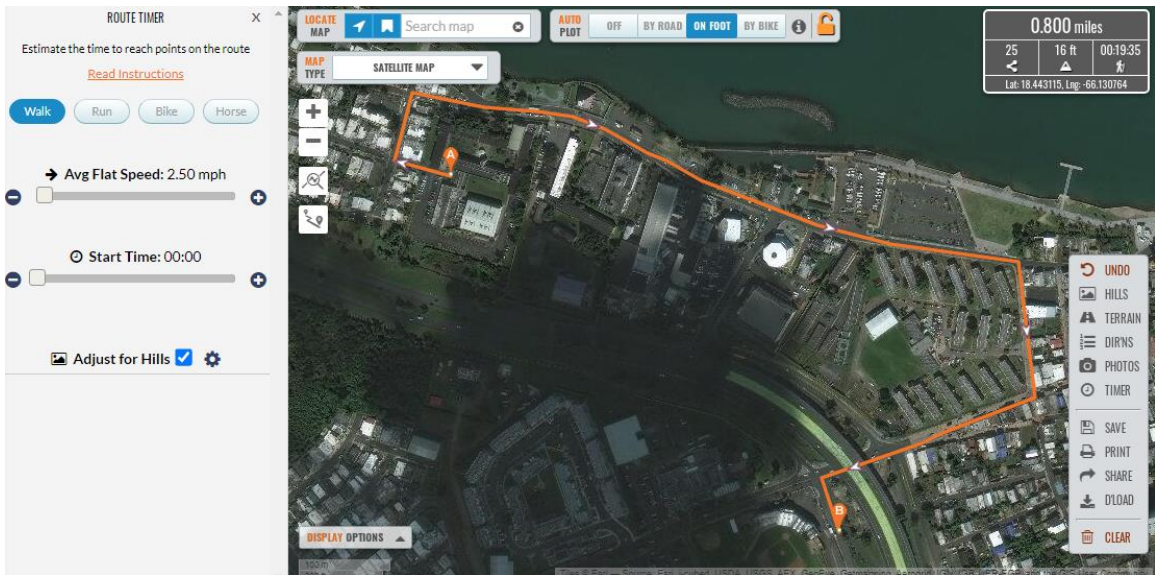 ROUTE TIMER X
Estimate the time to reach points on the route
Read Instructions
Walk Run Bike Horse
Avg Flat Speed: 2.50 mph
Start Time: 00:00
Adjust for Hills
LOCATE MAP
Search map
AUTO PLOT
OFF BY ROAD ON FOOT BY BIKE
MAP TYPE
SATELLITE MAP
0.800 miles
25 16 ft 00:19:35
Lat: 18.443115, Lng: -66.130764
A
B
UNDO
HILLS
TERRAIN
DIR'NS
PHOTOS
TIMER
SAVE
PRINT
SHARE
D'LOAD
CLEAR
DISPLAY OPTIONS
100 m